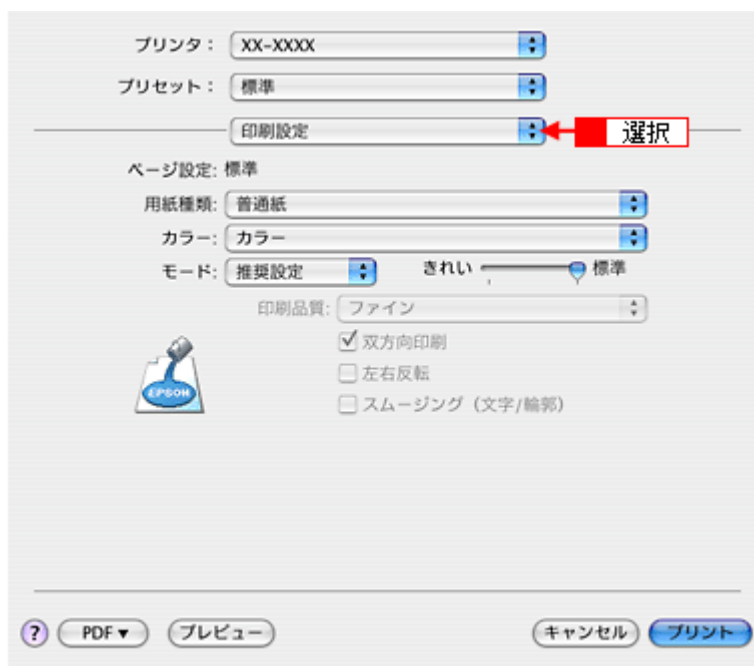 プリンタ： XX-XXXX
プリセット： 標準
印刷設定 選択
ページ設定: 標準
用紙種類: 普通紙
カラー: カラー
モード: 推奨設定 きれい 標準
印刷品質: ファイン
双方向印刷
左右反転
スムージング（文字/輪郭）
EPSON
? PDF▼ プレビュー キャンセル プリント